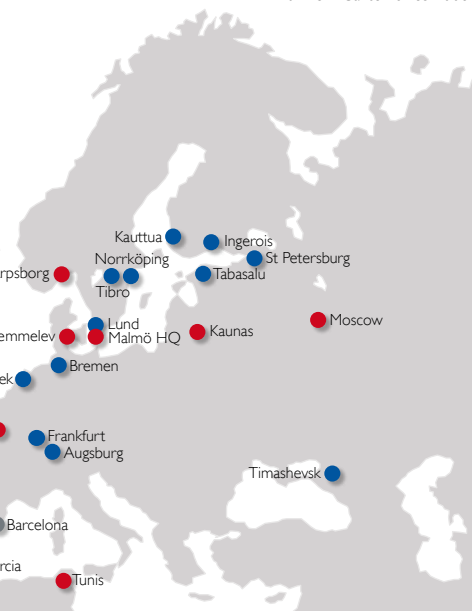 Kauttua
Ingerois
Norrköping
St Petersburg
rpsborg
Tabasalu
Tibro
Moscow
Lund
Kaunas
emmelev
Malmö HQ
Bremen
ek
Frankfurt
Augsburg
Timashevsk
Barcelona
rcia
Tunis